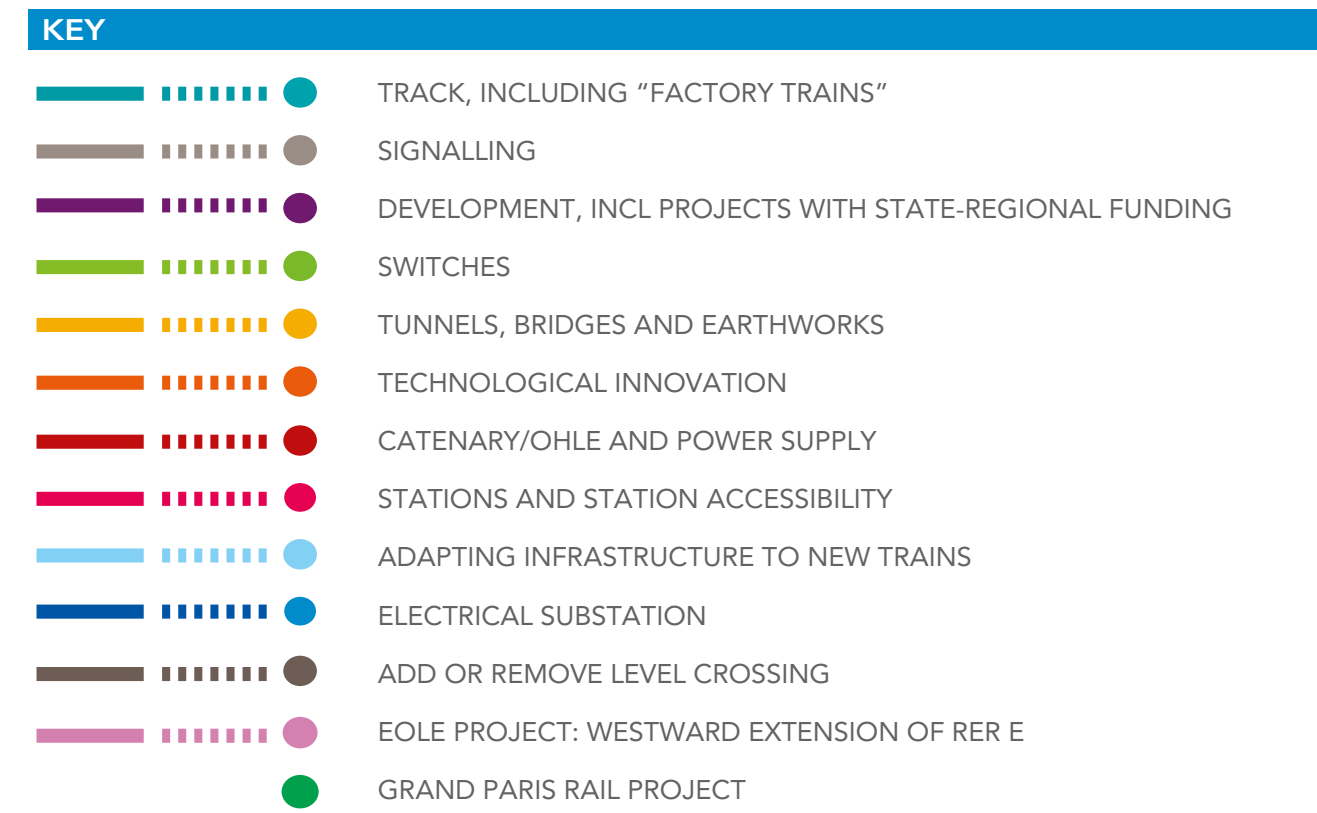 KEY
TRACK, INCLUDING “FACTORY TRAINS”
SIGNALLING
DEVELOPMENT, INCL PROJECTS WITH STATE-REGIONAL FUNDING
SWITCHES
TUNNELS, BRIDGES AND EARTHWORKS
TECHNOLOGICAL INNOVATION
CATENARY/OHLE AND POWER SUPPLY
STATIONS AND STATION ACCESSIBILITY
ADAPTING INFRASTRUCTURE TO NEW TRAINS
ELECTRICAL SUBSTATION
ADD OR REMOVE LEVEL CROSSING
EOLE PROJECT: WESTWARD EXTENSION OF RER E
GRAND PARIS RAIL PROJECT